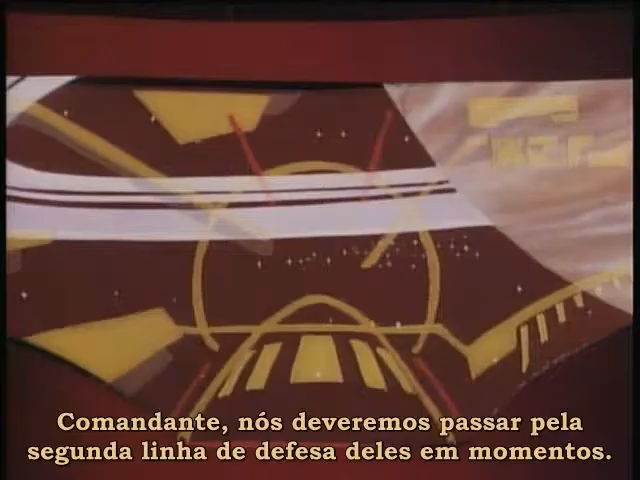 Comandante, nós deveremos passar pela
segunda linha de defesa deles em momentos.